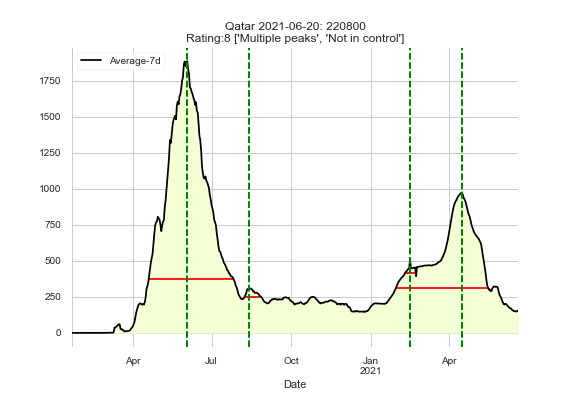 Qatar 2021-06-20: 220800
Rating:8 ['Multiple peaks', 'Not in control']
Average-7d
1750
1500
1250
1000
750
500
250
0
Apr Jul Oct Jan Apr
2021
Date